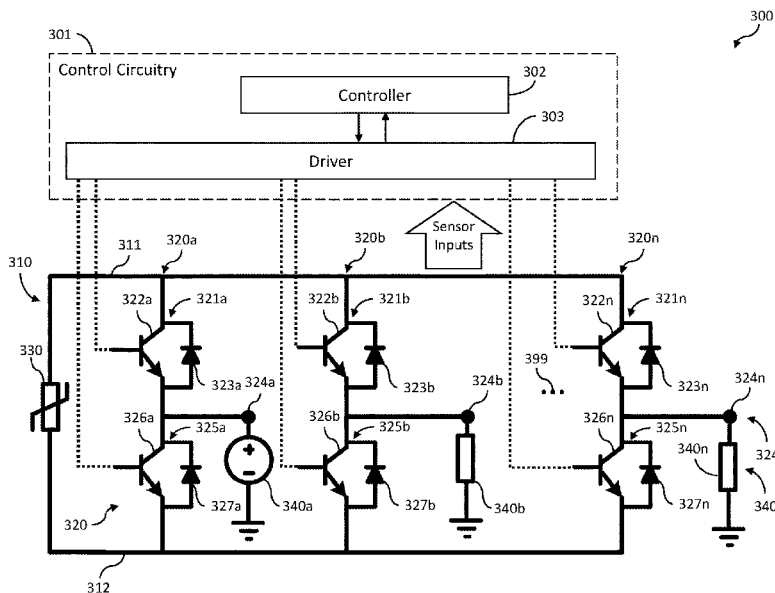 300
301
Control Circuitry
302
Controller
303
Driver
Sensor
Inputs
311
320a
320b
320n
310
322a
321a
322b
321b
322n
321n
330
323a
324a
323b
324b
399
...
323n
324n
326a
325a
326b
325b
326n
325n
324
+
−
340n
320
327a
340a
327b
340b
327n
340
312